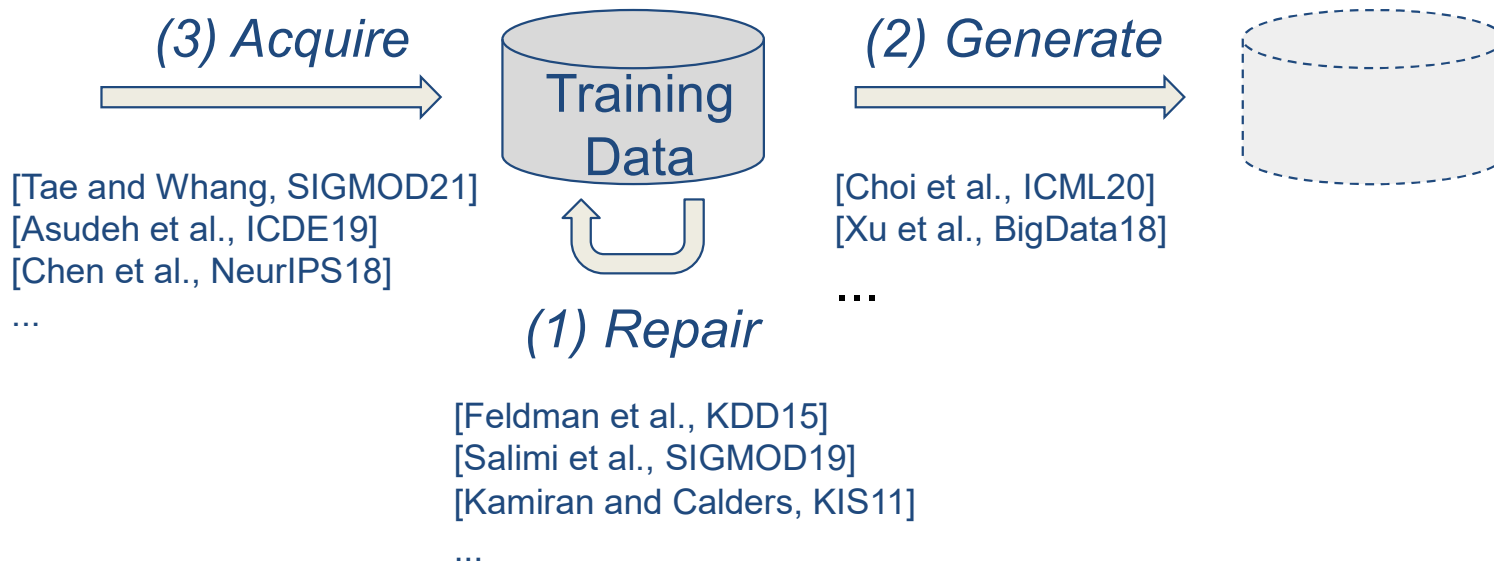 (3) Acquire
[Tae and Whang, SIGMOD21]
[Asudeh et al., ICDE19]
[Chen et al., NeurIPS18]
...
Training
Data
(2) Generate
[Choi et al., ICML20]
[Xu et al., BigData18]
...
(1) Repair
[Feldman et al., KDD15]
[Salimi et al., SIGMOD19]
[Kamiran and Calders, KIS11]
...